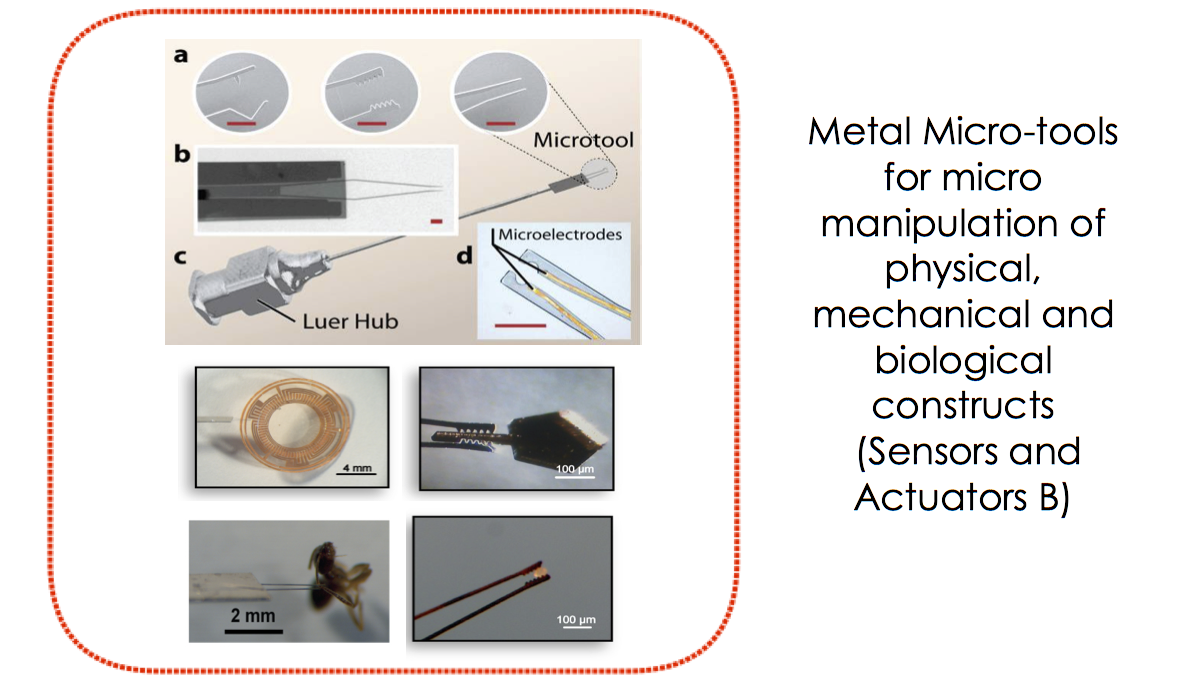 a
Microtool
b
Microelectrodes
c
d
Luer Hub
4 mm
100 µm
2 mm
100 µm
Metal Micro-tools
for micro
manipulation of
physical,
mechanical and
biological
constructs
(Sensors and
Actuators B)